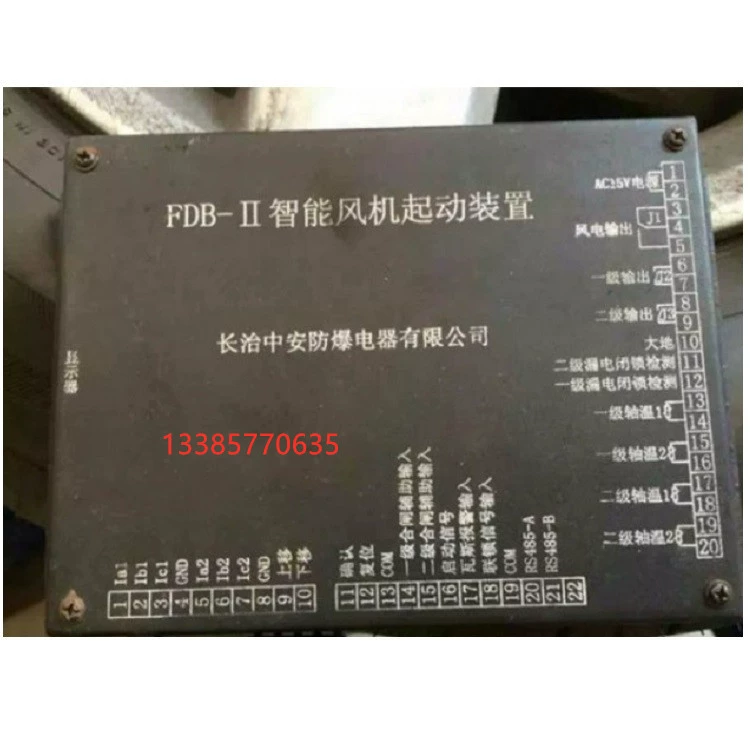 FDB-Ⅱ智能风机起动装置
长治中安防爆电器有限公司
13385770635
指示灯
AC15V电源
风电输出
J1
一级输出 J2
二级输出 J3
大地
二级漏电闭锁检测
一级漏电闭锁检测
一级轴温1
一级轴温2
二级轴温1
二级轴温2
1
2
3
4
5
6
7
8
9
10
11
12
13
14
15
16
17
18
19
20
Ia1
Ib1
Ic1
GND
Ia2
Ib2
Ic2
GND
上移
下移
1 2 3 4 5 6 7 8 9 10
确认
复位
COM
一级合闸辅助输入
二级合闸辅助输入
启动信号
瓦斯报警输入
联锁信号输入
COM
RS485-A
RS485-B
11 12 13 14 15 16 17 18 19 20 21 22